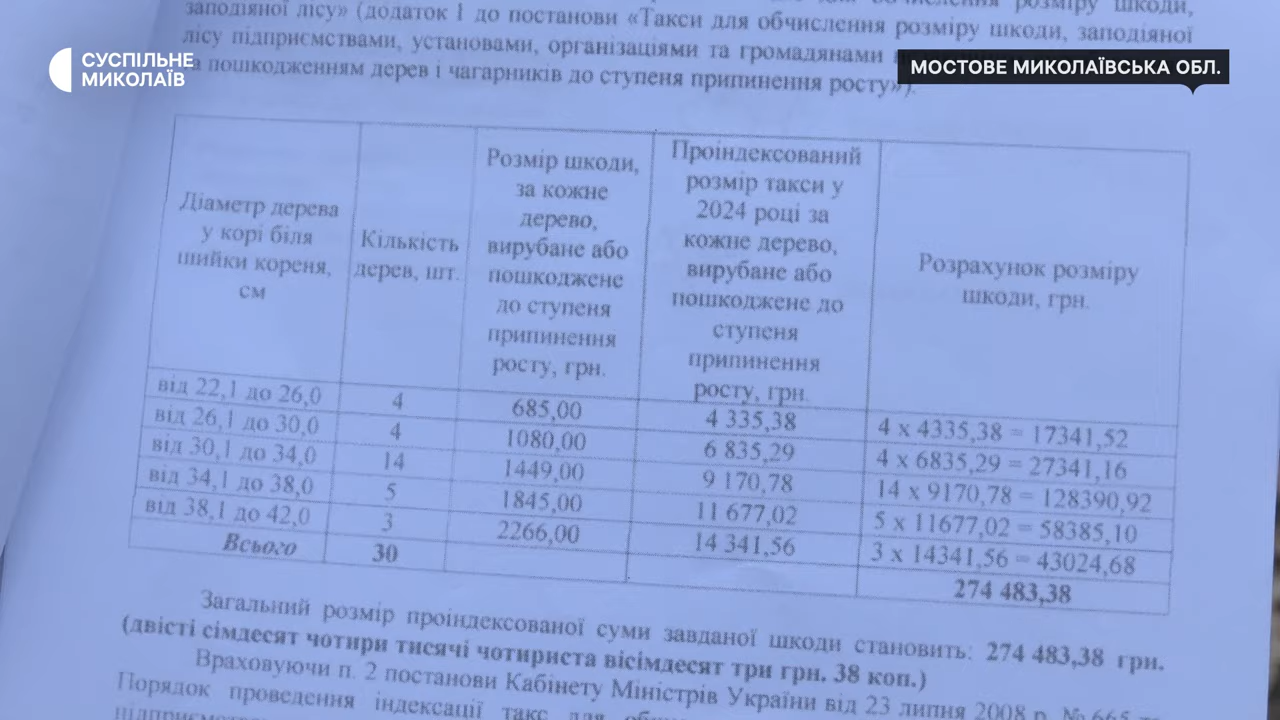 заподіяної лісу» (додаток 1 до постанови «Такси для обчислення розміру шкоди,
СУСПІЛЬНЕ
МИКОЛАЇВ
лісу підприємствами, установами, організаціями та громадянами
МОСТОВЕ МИКОЛАЇВСЬКА ОБЛ.
пошкодженням дерев і чагарників до ступеня припинення росту»).
Діаметр дерева
у корі біля
шийки кореня,
см
Кількість
дерев, шт.
Розмір шкоди,
за кожне
дерево,
вирубане або
пошкоджене
до ступеня
припинення
росту, грн.
Проіндексований
розмір такси у
2024 році за
кожне дерево,
вирубане або
пошкоджене до
ступеня
припинення
росту, грн.
Розрахунок розміру
шкоди, грн.
від 22,1 до 26,0 4 685,00 4 335,38 4 х 4335,38 = 17341,52
від 26,1 до 30,0 4 1080,00 6 835,29 4 х 6835,29 = 27341,16
від 30,1 до 34,0 14 1449,00 9 170,78 14 х 9170,78 = 128390,92
від 34,1 до 38,0 5 1845,00 11 677,02 5 х 11677,02 = 58385,10
від 38,1 до 42,0 3 2266,00 14 341,56 3 х 14341,56 = 43024,68
Всього 30 274 483,38
Загальний розмір проіндексованої суми завданої шкоди становить: 274 483,38 грн.
(двісті сімдесят чотири тисячі чотириста вісімдесят три грн. 38 коп.)
Враховуючи п. 2 постанови Кабінету Міністрів України від 23 липня 2008 р. № 665
Порядок проведення індексації такс для